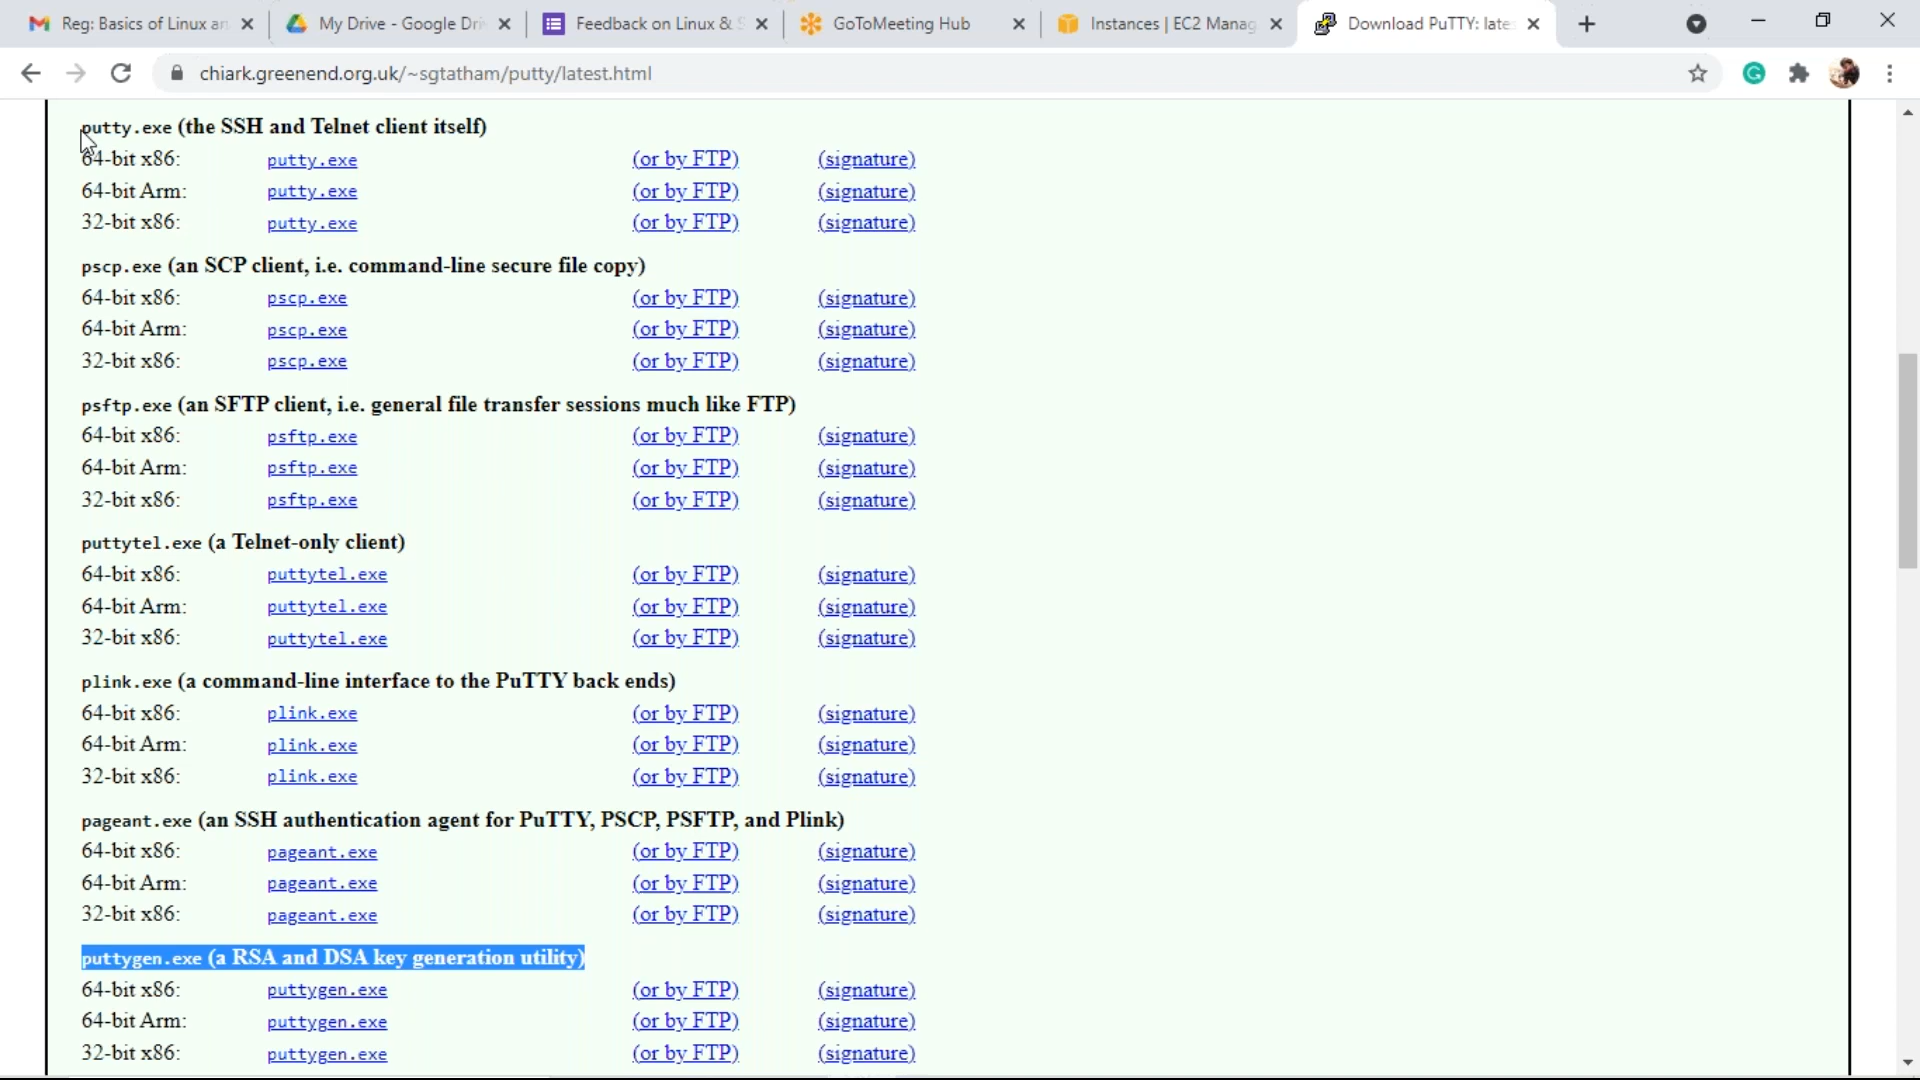 Reg: Basics of Linux an
My Drive - Google Dri
Feedback on Linux & S
GoToMeeting Hub
Instances | EC2 Manag
Download PuTTY: late
chiark.greenend.org.uk/~sgtatham/putty/latest.html
putty.exe (the SSH and Telnet client itself)
64-bit x86: putty.exe (or by FTP) (signature)
64-bit Arm: putty.exe (or by FTP) (signature)
32-bit x86: putty.exe (or by FTP) (signature)
pscp.exe (an SCP client, i.e. command-line secure file copy)
64-bit x86: pscp.exe (or by FTP) (signature)
64-bit Arm: pscp.exe (or by FTP) (signature)
32-bit x86: pscp.exe (or by FTP) (signature)
psftp.exe (an SFTP client, i.e. general file transfer sessions much like FTP)
64-bit x86: psftp.exe (or by FTP) (signature)
64-bit Arm: psftp.exe (or by FTP) (signature)
32-bit x86: psftp.exe (or by FTP) (signature)
puttytel.exe (a Telnet-only client)
64-bit x86: puttytel.exe (or by FTP) (signature)
64-bit Arm: puttytel.exe (or by FTP) (signature)
32-bit x86: puttytel.exe (or by FTP) (signature)
plink.exe (a command-line interface to the PuTTY back ends)
64-bit x86: plink.exe (or by FTP) (signature)
64-bit Arm: plink.exe (or by FTP) (signature)
32-bit x86: plink.exe (or by FTP) (signature)
pageant.exe (an SSH authentication agent for PuTTY, PSCP, PSFTP, and Plink)
64-bit x86: pageant.exe (or by FTP) (signature)
64-bit Arm: pageant.exe (or by FTP) (signature)
32-bit x86: pageant.exe (or by FTP) (signature)
puttygen.exe (a RSA and DSA key generation utility)
64-bit x86: puttygen.exe (or by FTP) (signature)
64-bit Arm: puttygen.exe (or by FTP) (signature)
32-bit x86: puttygen.exe (or by FTP) (signature)